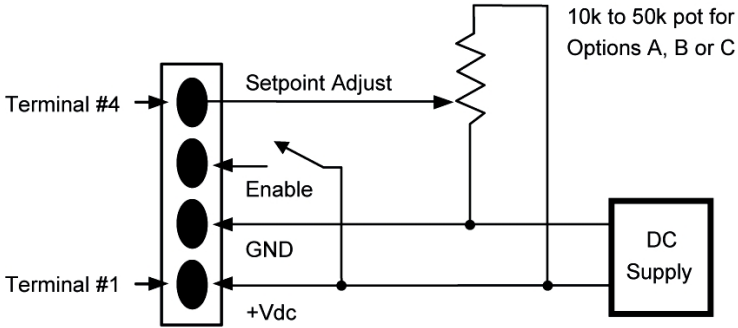 10k to 50k pot for
Options A, B or C
Setpoint Adjust
Terminal #4
Enable
GND
DC
Supply
Terminal #1
+Vdc